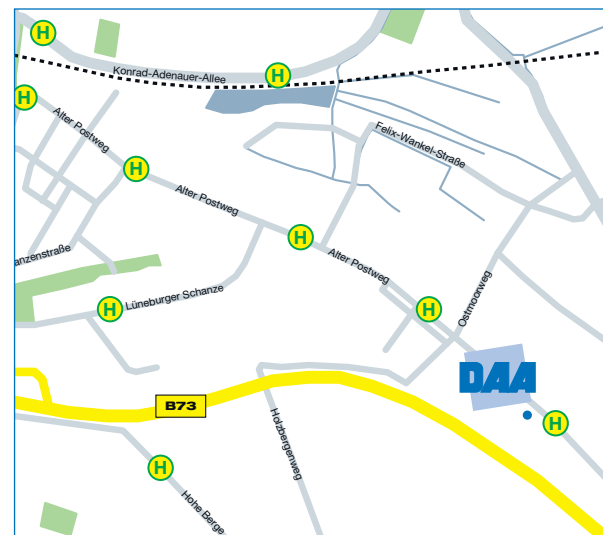 H
Konrad-Adenauer-Allee
H
H
Alter Postweg
Felix-Wankel-Straße
H
Alter Postweg
H
Alter Postweg
anzenstraße
Lüneburger Schanze
H
H
Ostmoorweg
DAA
B73
H
Holzbergenweg
H
Hohe Berge